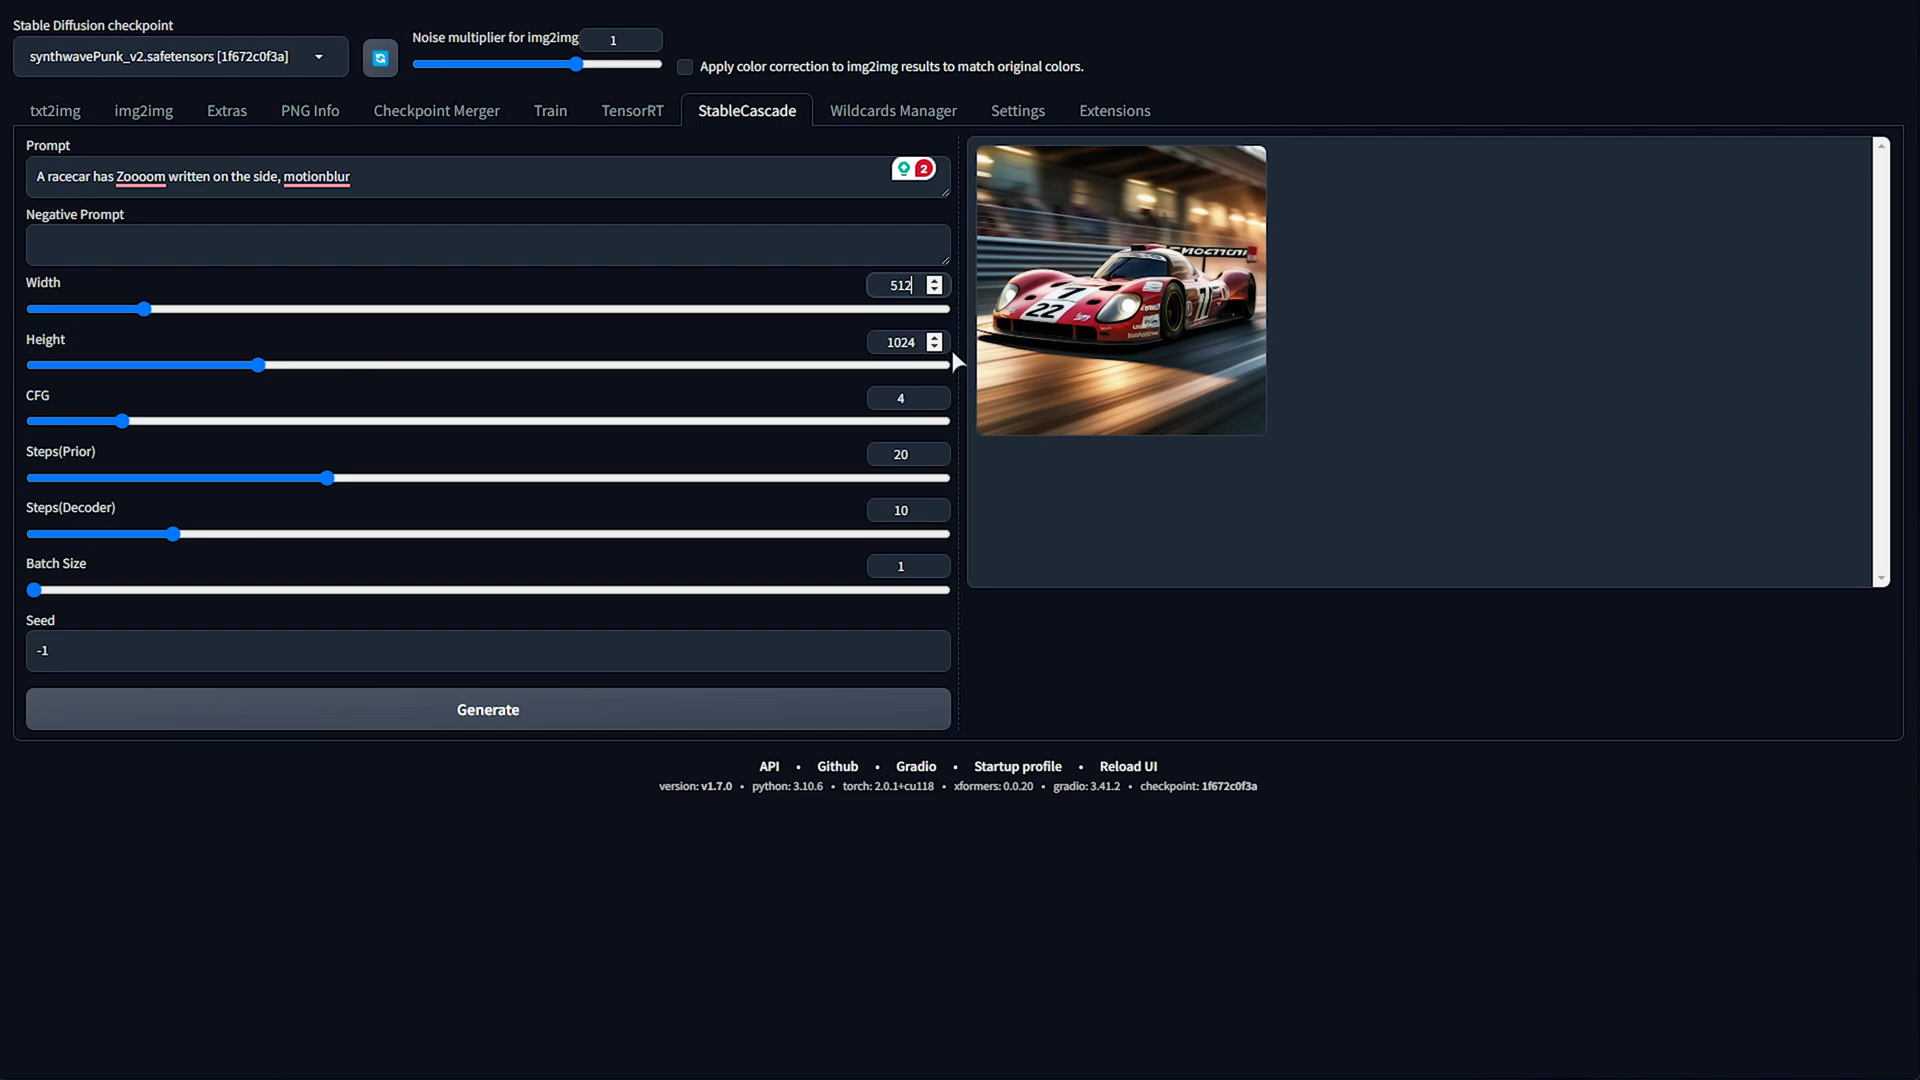 Stable Diffusion checkpoint
synthwavePunk_v2.safetensors [1f672c0f3a]
Noise multiplier for img2img
1
Apply color correction to img2img results to match original colors.
txt2img img2img Extras PNG Info Checkpoint Merger Train TensorRT StableCascade Wildcards Manager Settings Extensions
Prompt
A racecar has Zoooom written on the side, motionblur
2
Negative Prompt
Width
512
Height
1024
CFG
4
Steps(Prior)
20
Steps(Decoder)
10
Batch Size
1
Seed
-1
Generate
7
22
71
API • Github • Gradio • Startup profile • Reload UI
version: v1.7.0 • python: 3.10.6 • torch: 2.0.1+cu118 • xformers: 0.0.20 • gradio: 3.41.2 • checkpoint: 1f672c0f3a